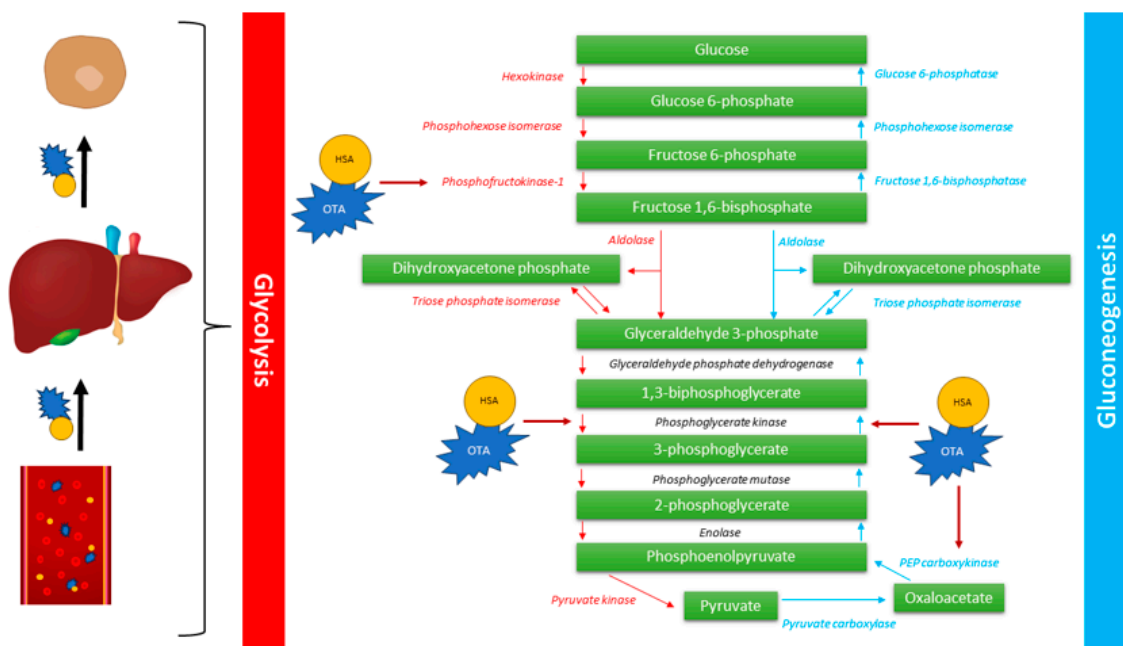 Glycolysis
Glucose
Hexokinase
Glucose 6-phosphatase
Glucose 6-phosphate
Phosphohexose isomerase
Phosphohexose isomerase
Fructose 6-phosphate
HSA
OTA
Phosphofructokinase-1
Fructose 1,6-bisphosphatase
Fructose 1,6-bisphosphate
Aldolase
Aldolase
Dihydroxyacetone phosphate
Dihydroxyacetone phosphate
Triose phosphate isomerase
Triose phosphate isomerase
Glyceraldehyde 3-phosphate
Glyceraldehyde phosphate dehydrogenase
1,3-biphosphoglycerate
HSA
OTA
Phosphoglycerate kinase
HSA
OTA
3-phosphoglycerate
Phosphoglycerate mutase
2-phosphoglycerate
Enolase
Phosphoenolpyruvate
PEP carboxykinase
Pyruvate kinase
Pyruvate
Oxaloacetate
Pyruvate carboxylase
Gluconeogenesis